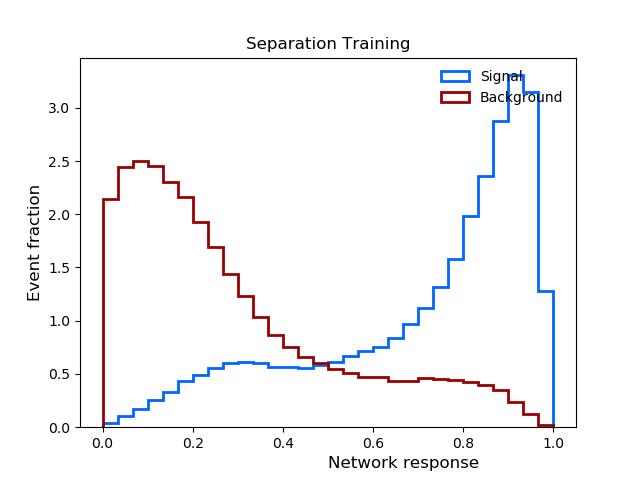 Separation Training
Signal
Background
Event fraction
3.0
2.5
2.0
1.5
1.0
0.5
0.0
0.0 0.2 0.4 0.6 0.8 1.0
Network response